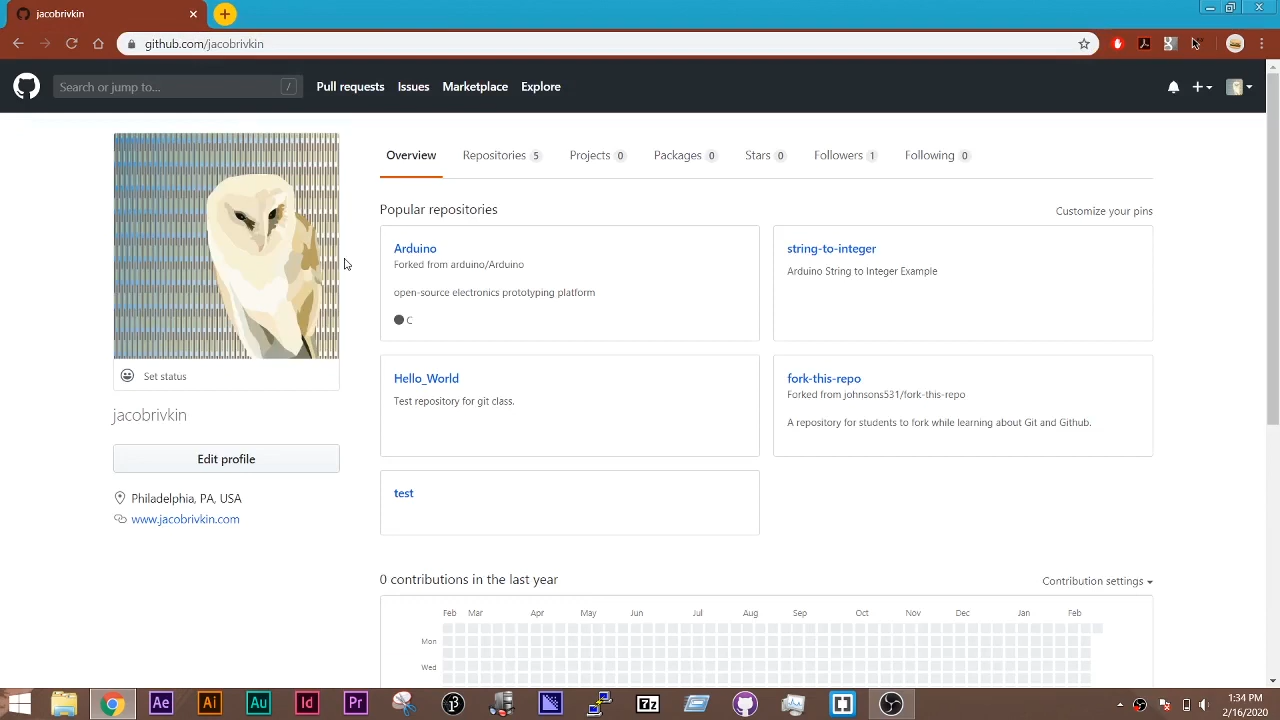 jacobrivkin
github.com/jacobrivkin
Search or jump to...
/
Pull requests
Issues
Marketplace
Explore
Overview
Repositories 5
Projects 0
Packages 0
Stars 0
Followers 1
Following 0
Popular repositories
Customize your pins
Arduino
Forked from arduino/Arduino
open-source electronics prototyping platform
C
string-to-integer
Arduino String to Integer Example
Hello_World
Test repository for git class.
fork-this-repo
Forked from johnsons531/fork-this-repo
A repository for students to fork while learning about Git and Github.
test
Set status
jacobrivkin
Edit profile
Philadelphia, PA, USA
www.jacobrivkin.com
0 contributions in the last year
Contribution settings
Feb Mar Apr May Jun Jul Aug Sep Oct Nov Dec Jan Feb
Mon
Wed
Ae Ai Au Id Pr
7z
1:34 PM
2/16/2020